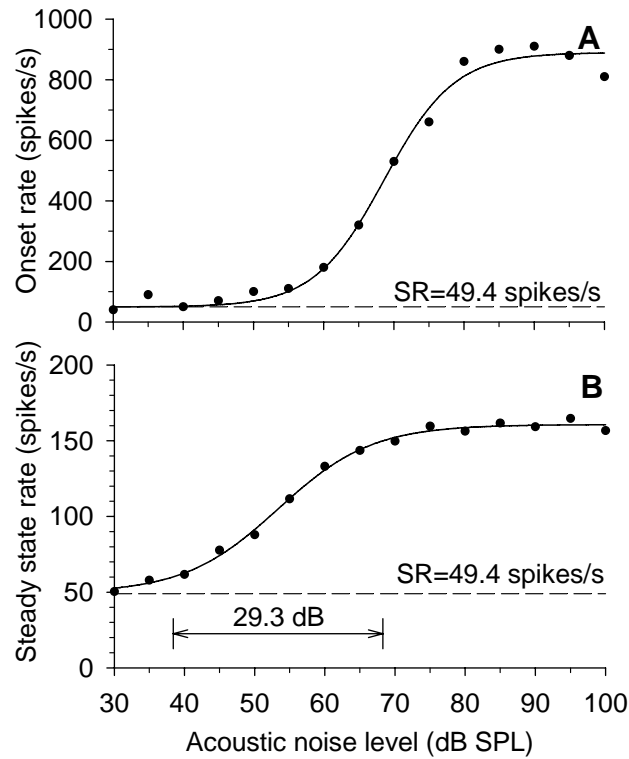 A
Onset rate (spikes/s)
1000
800
600
400
200
0
SR=49.4 spikes/s
B
Steady state rate (spikes/s)
200
150
100
50
0
SR=49.4 spikes/s
29.3 dB
30 40 50 60 70 80 90 100
Acoustic noise level (dB SPL)